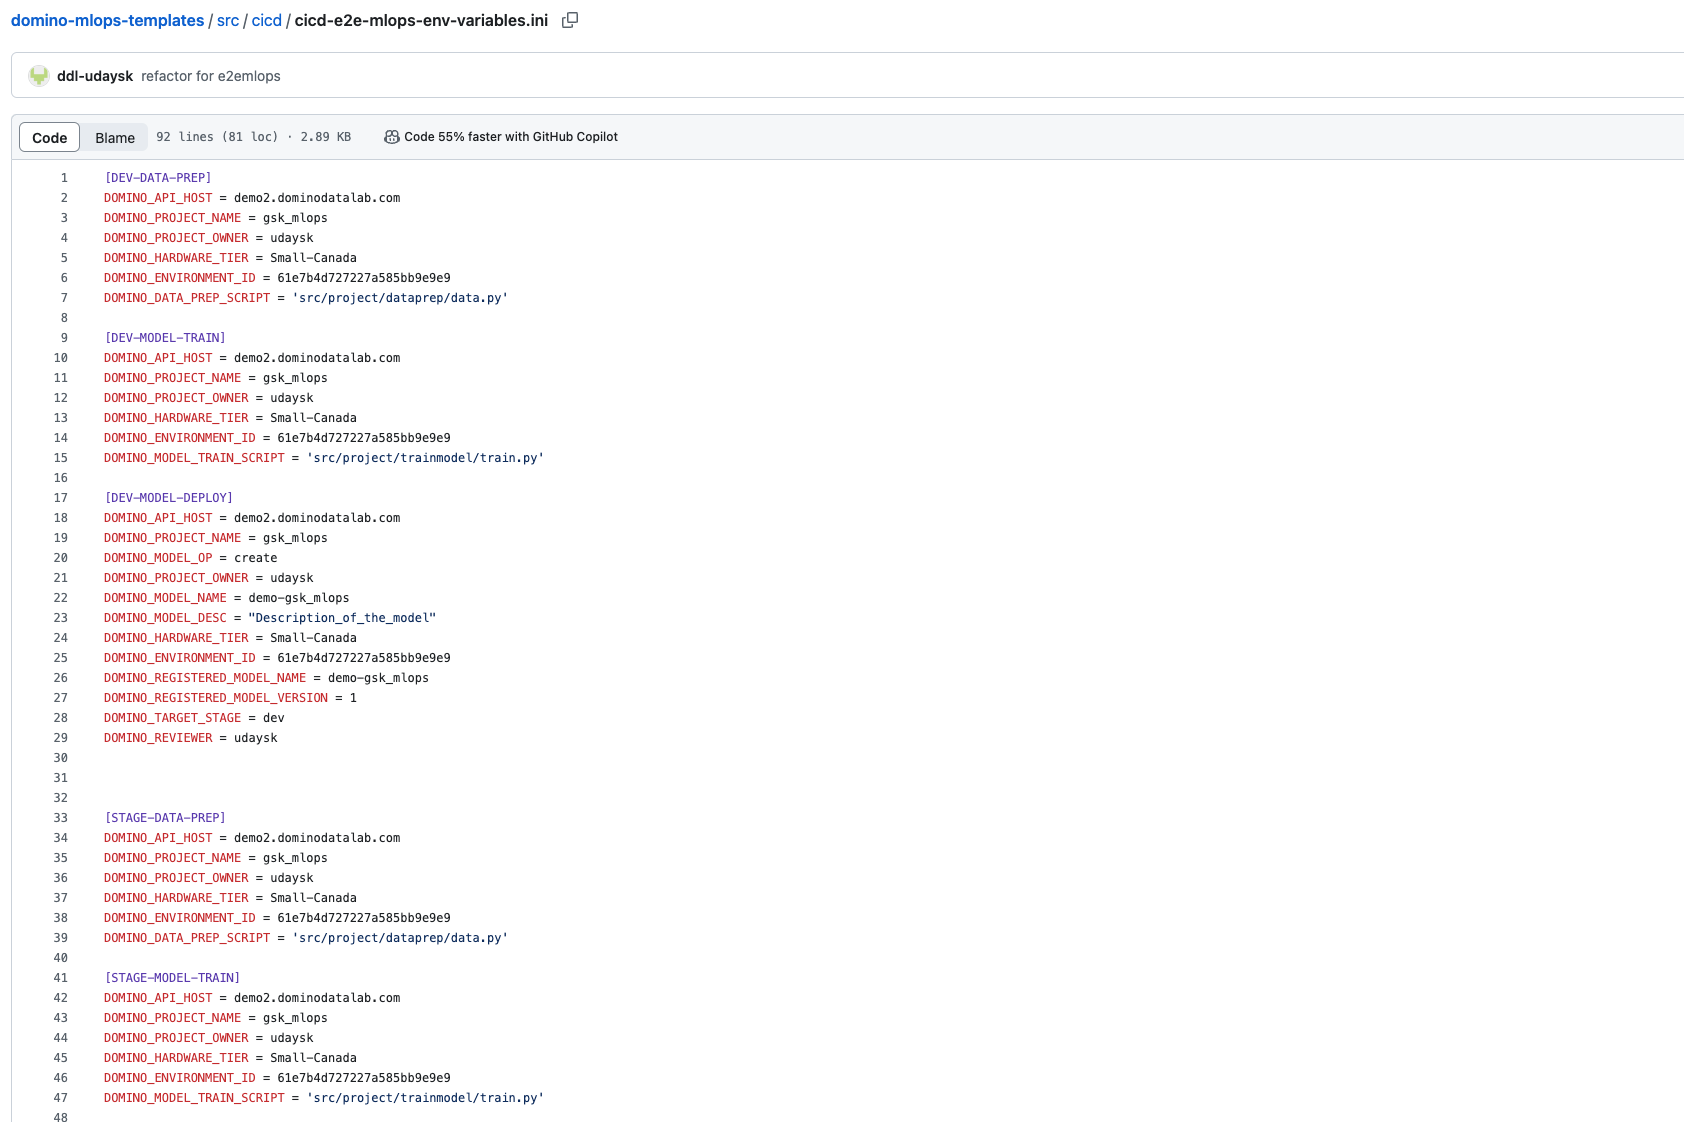 domino-mlops-templates / src / cicd / cicd-e2e-mlops-env-variables.ini
ddl-udaysk refactor for e2emlops
Code Blame 92 lines (81 loc) · 2.89 KB Code 55% faster with GitHub Copilot
1 [DEV-DATA-PREP]
2 DOMINO_API_HOST = demo2.dominodatalab.com
3 DOMINO_PROJECT_NAME = gsk_mlops
4 DOMINO_PROJECT_OWNER = udaysk
5 DOMINO_HARDWARE_TIER = Small-Canada
6 DOMINO_ENVIRONMENT_ID = 61e7b4d727227a585bb9e9e9
7 DOMINO_DATA_PREP_SCRIPT = 'src/project/dataprep/data.py'
8
9 [DEV-MODEL-TRAIN]
10 DOMINO_API_HOST = demo2.dominodatalab.com
11 DOMINO_PROJECT_NAME = gsk_mlops
12 DOMINO_PROJECT_OWNER = udaysk
13 DOMINO_HARDWARE_TIER = Small-Canada
14 DOMINO_ENVIRONMENT_ID = 61e7b4d727227a585bb9e9e9
15 DOMINO_MODEL_TRAIN_SCRIPT = 'src/project/trainmodel/train.py'
16
17 [DEV-MODEL-DEPLOY]
18 DOMINO_API_HOST = demo2.dominodatalab.com
19 DOMINO_PROJECT_NAME = gsk_mlops
20 DOMINO_MODEL_OP = create
21 DOMINO_PROJECT_OWNER = udaysk
22 DOMINO_MODEL_NAME = demo-gsk_mlops
23 DOMINO_MODEL_DESC = "Description_of_the_model"
24 DOMINO_HARDWARE_TIER = Small-Canada
25 DOMINO_ENVIRONMENT_ID = 61e7b4d727227a585bb9e9e9
26 DOMINO_REGISTERED_MODEL_NAME = demo-gsk_mlops
27 DOMINO_REGISTERED_MODEL_VERSION = 1
28 DOMINO_TARGET_STAGE = dev
29 DOMINO_REVIEWER = udaysk
30
31
32
33 [STAGE-DATA-PREP]
34 DOMINO_API_HOST = demo2.dominodatalab.com
35 DOMINO_PROJECT_NAME = gsk_mlops
36 DOMINO_PROJECT_OWNER = udaysk
37 DOMINO_HARDWARE_TIER = Small-Canada
38 DOMINO_ENVIRONMENT_ID = 61e7b4d727227a585bb9e9e9
39 DOMINO_DATA_PREP_SCRIPT = 'src/project/dataprep/data.py'
40
41 [STAGE-MODEL-TRAIN]
42 DOMINO_API_HOST = demo2.dominodatalab.com
43 DOMINO_PROJECT_NAME = gsk_mlops
44 DOMINO_PROJECT_OWNER = udaysk
45 DOMINO_HARDWARE_TIER = Small-Canada
46 DOMINO_ENVIRONMENT_ID = 61e7b4d727227a585bb9e9e9
47 DOMINO_MODEL_TRAIN_SCRIPT = 'src/project/trainmodel/train.py'
48